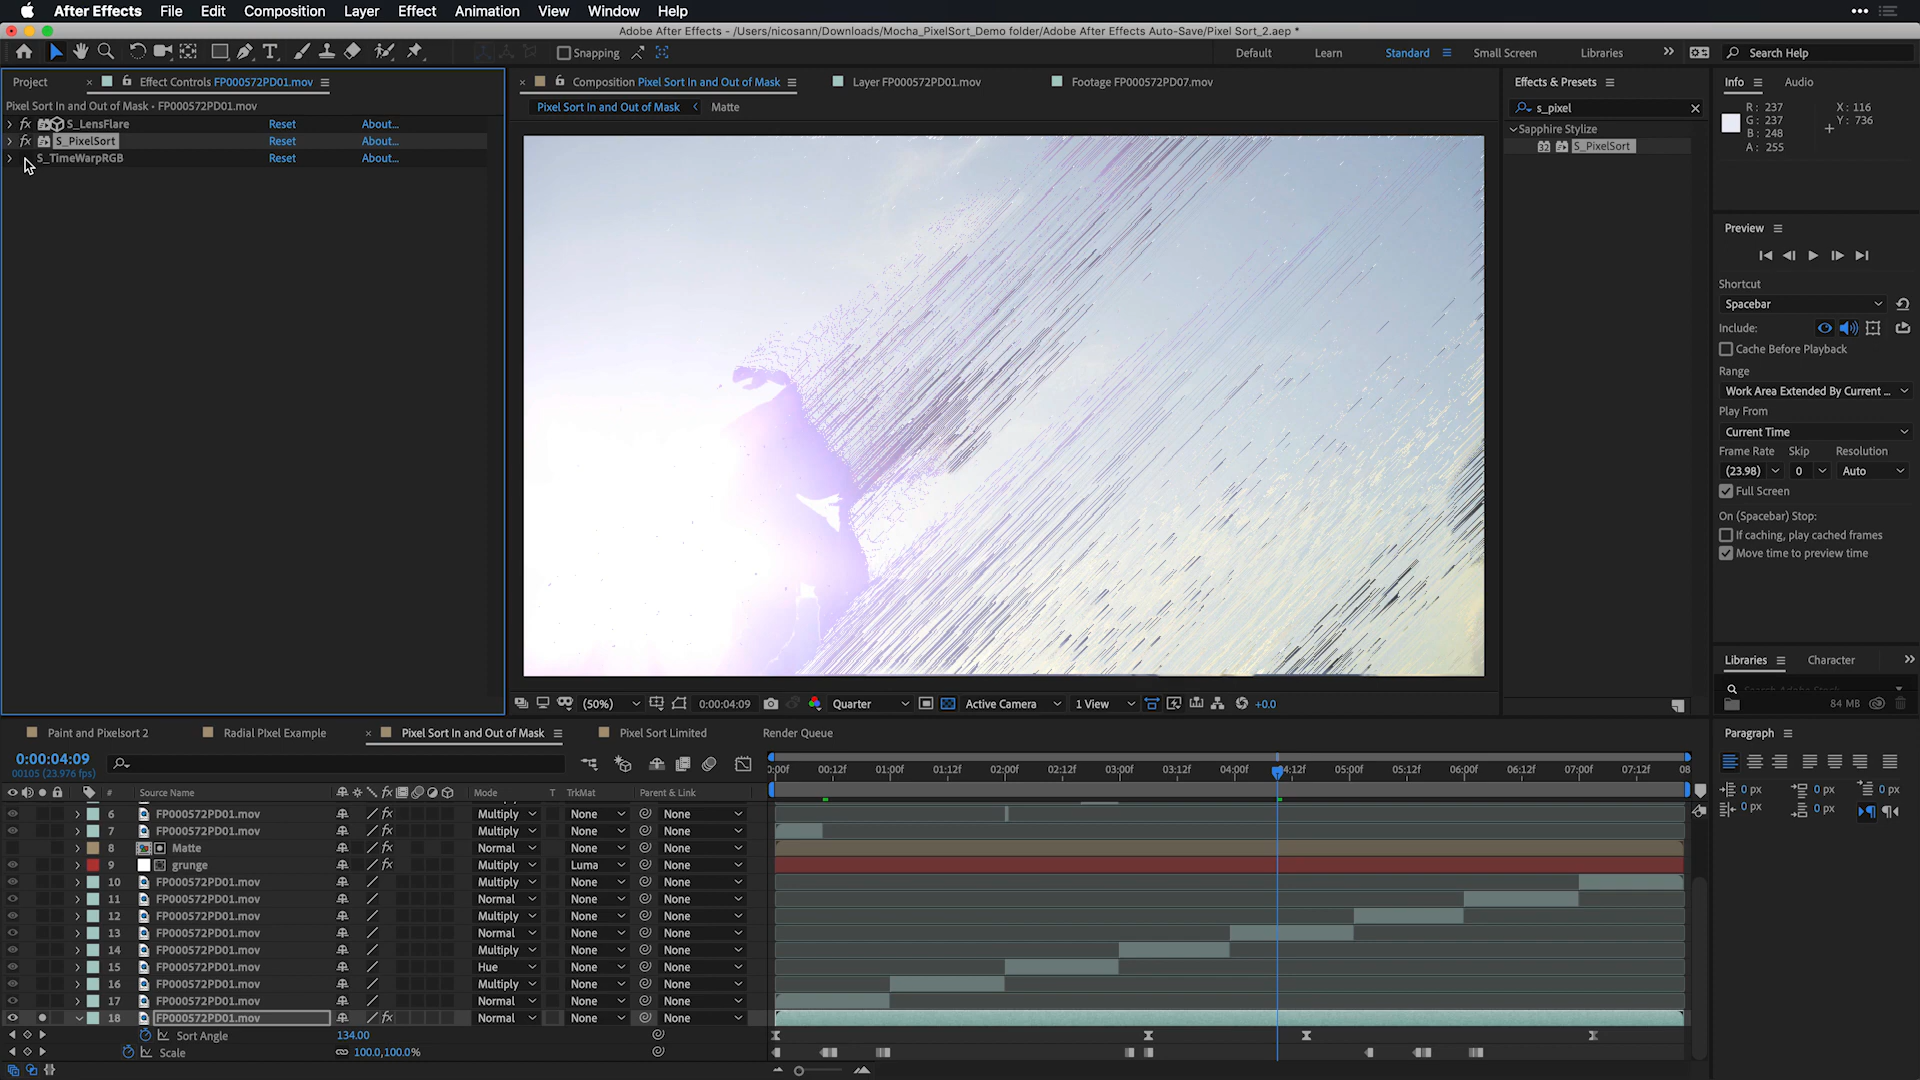 After Effects File Edit Composition Layer Effect Animation View Window Help
Adobe After Effects - /Users/nicosann/Downloads/Mocha_PixelSort_Demo folder/Adobe After Effects Auto-Save/Pixel Sort_2.aep *
Snapping Default Learn Standard Small Screen Libraries Search Help
Project Effect Controls FP000572PD01.mov
Composition Pixel Sort In and Out of Mask Layer FP000572PD01.mov Footage FP000572PD07.mov
Effects & Presets Info Audio
Pixel Sort In and Out of Mask • FP000572PD01.mov
Pixel Sort In and Out of Mask Matte
s_pixel
fx S_LensFlare Reset About...
fx S_PixelSort Reset About...
S_TimeWarpRGB Reset About...
Sapphire Stylize
32 S_PixelSort
R: 237 X: 116
G: 237 Y: 736
B: 248
A: 255
Preview
Shortcut
Spacebar
Include:
Cache Before Playback
Range
Work Area Extended By Current ...
Play From
Current Time
Frame Rate Skip Resolution
(23.98) 0 Auto
Full Screen
On (Spacebar) Stop:
If caching, play cached frames
Move time to preview time
Libraries Character
84 MB
(50%) 0:00:04:09 Quarter Active Camera 1 View +0.0
Paint and Pixelsort 2 Radial PIxel Example Pixel Sort In and Out of Mask Pixel Sort Limited Render Queue
Paragraph
0:00:04:09
00105 (23.976 fps)
:00f 00:12f 01:00f 01:12f 02:00f 02:12f 03:00f 03:12f 04:00f 04:12f 05:00f 05:12f 06:00f 06:12f 07:00f 07:12f 08
0 px 0 px 0 px
0 px 0 px
# Source Name fx Mode T TrkMat Parent & Link
6 FP000572PD01.mov fx Multiply None None
7 FP000572PD01.mov fx Multiply None None
8 Matte fx Normal None None
9 grunge fx Multiply Luma None
10 FP000572PD01.mov Multiply None None
11 FP000572PD01.mov Normal None None
12 FP000572PD01.mov Multiply None None
13 FP000572PD01.mov Normal None None
14 FP000572PD01.mov Multiply None None
15 FP000572PD01.mov Hue None None
16 FP000572PD01.mov Multiply None None
17 FP000572PD01.mov Normal None None
18 FP000572PD01.mov fx Normal None None
Sort Angle 134.00
Scale 100.0,100.0%